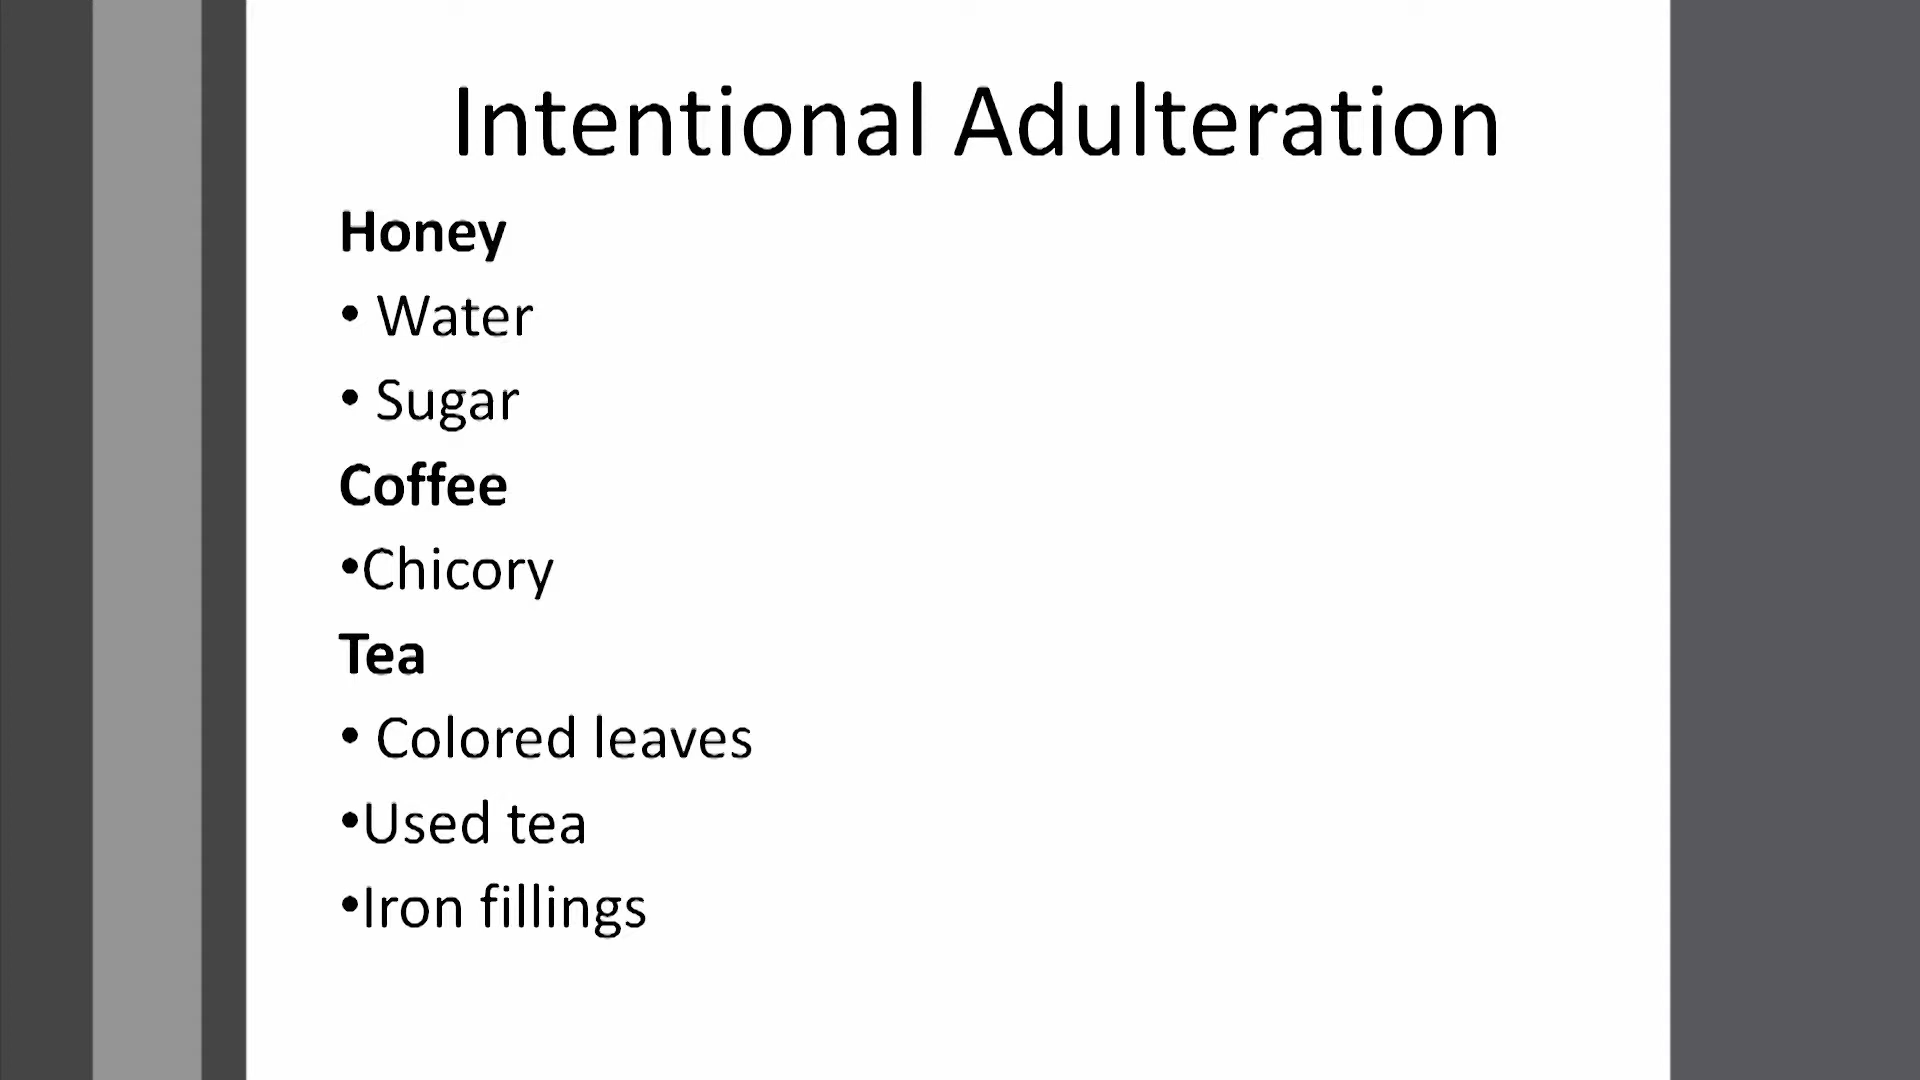 Intentional Adulteration
Honey
• Water
• Sugar
Coffee
•Chicory
Tea
• Colored leaves
•Used tea
•Iron fillings